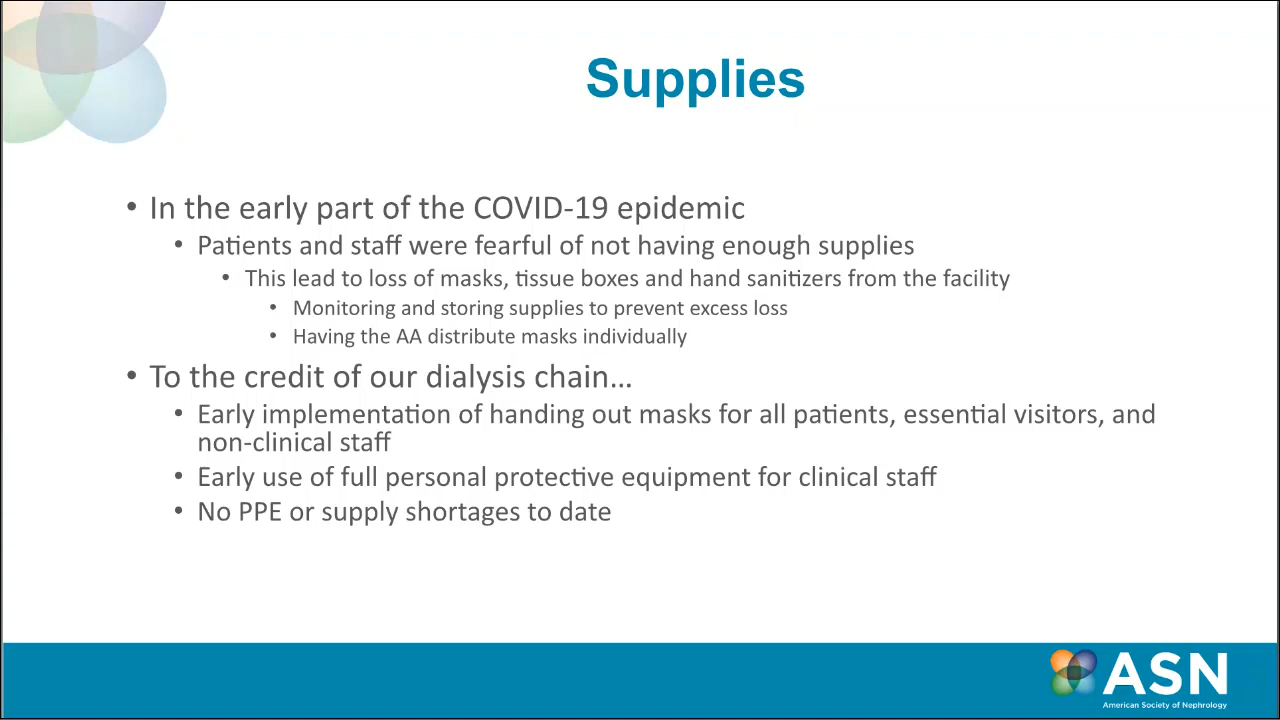 Supplies
• In the early part of the COVID-19 epidemic
• Patients and staff were fearful of not having enough supplies
• This lead to loss of masks, tissue boxes and hand sanitizers from the facility
• Monitoring and storing supplies to prevent excess loss
• Having the AA distribute masks individually
• To the credit of our dialysis chain…
• Early implementation of handing out masks for all patients, essential visitors, and
non-clinical staff
• Early use of full personal protective equipment for clinical staff
• No PPE or supply shortages to date
ASN
American Society of Nephrology